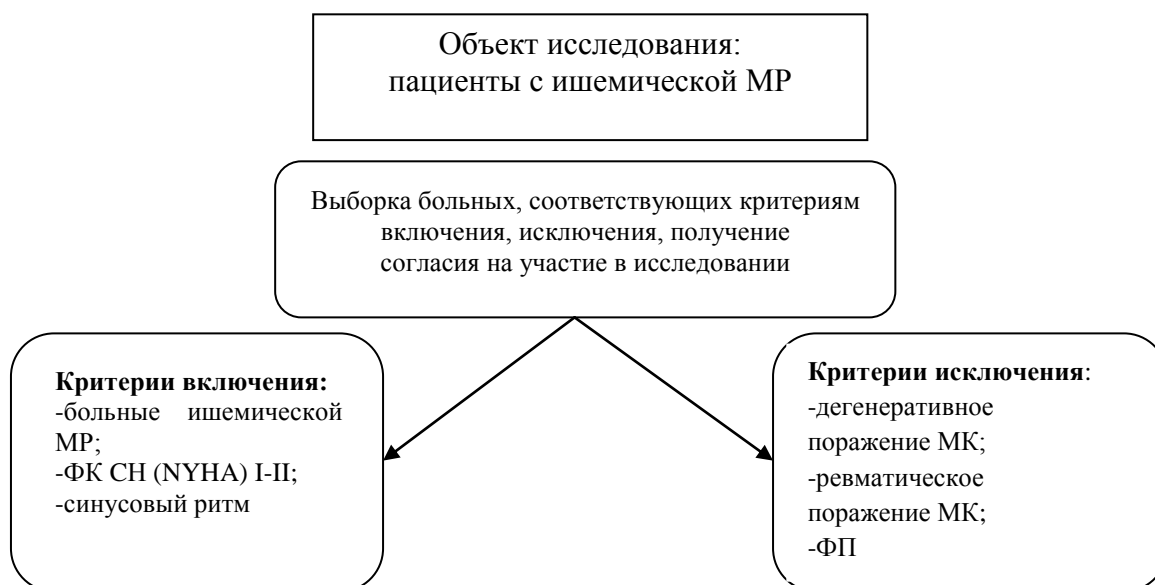 Объект исследования:
пациенты с ишемической МР
Выборка больных, соответствующих критериям
включения, исключения, получение
согласия на участие в исследовании
Критерии включения:
-больные ишемической
МР;
-ФК СН (NYHA) I-II;
-синусовый ритм
Критерии исключения:
-дегенеративное
поражение МК;
-ревматическое
поражение МК;
-ФП